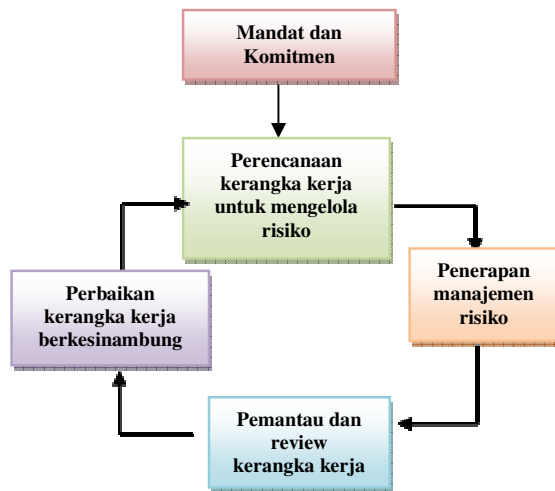 Mandat dan
Komitmen
Perencanaan
kerangka kerja
untuk mengelola
risiko
Penerapan
manajemen
risiko
Perbaikan
kerangka kerja
berkesinambung
Pemantau dan
review
kerangka kerja